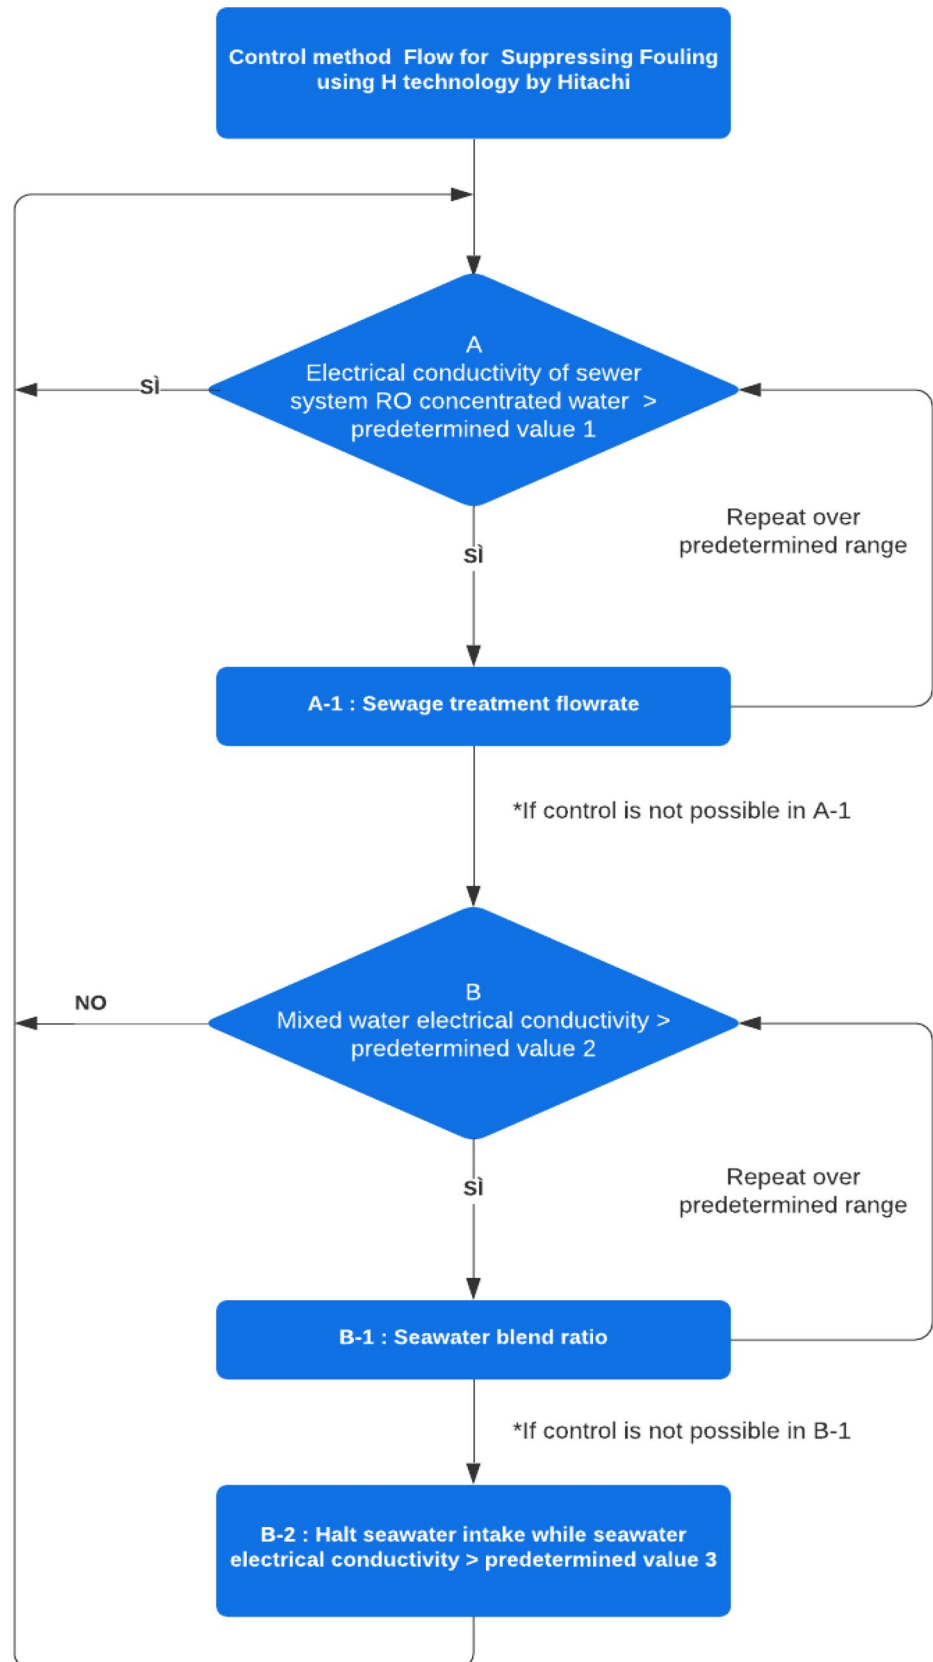 Control method Flow for Suppressing Fouling
using H technology by Hitachi
A
Electrical conductivity of sewer
system RO concentrated water >
predetermined value 1
SÌ
SÌ
Repeat over
predetermined range
A-1 : Sewage treatment flowrate
*If control is not possible in A-1
B
Mixed water electrical conductivity >
predetermined value 2
NO
SÌ
Repeat over
predetermined range
B-1 : Seawater blend ratio
*If control is not possible in B-1
B-2 : Halt seawater intake while seawater
electrical conductivity > predetermined value 3